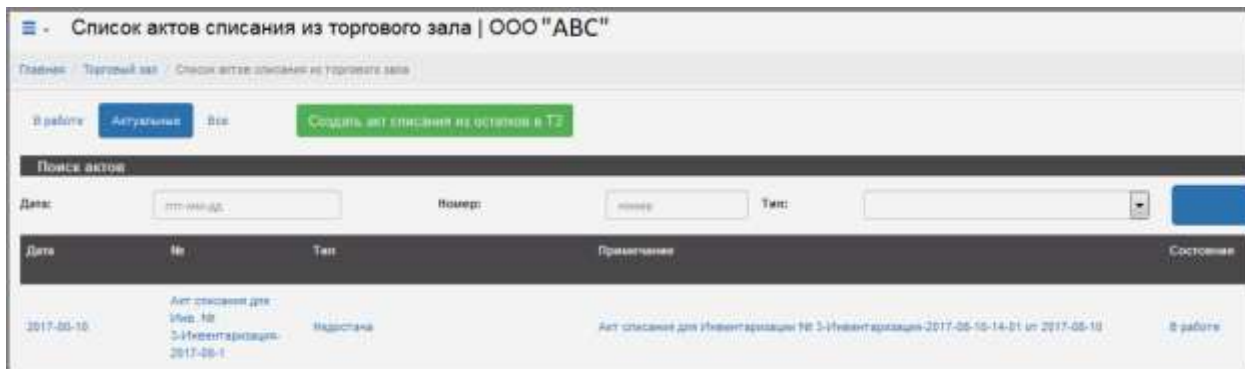 Список актов списания из торгового зала | ООО "АВС"
Главная / Торговый зал / Список актов списания из торгового зала
В работе Актуальные Все Создать акт списания из остатков в ТЗ
Поиск актов
Дата: гггг-мм-дд Номер: номер Тип:
Дата № Тип Примечание Состояние
2017-08-10 Акт списания для Недостача Акт списания для Инвентаризации № 3-Инвентаризация-2017-08-10-14-01 от 2017-08-10 В работе
Инв. №
3-Инвентаризация-
2017-08-1